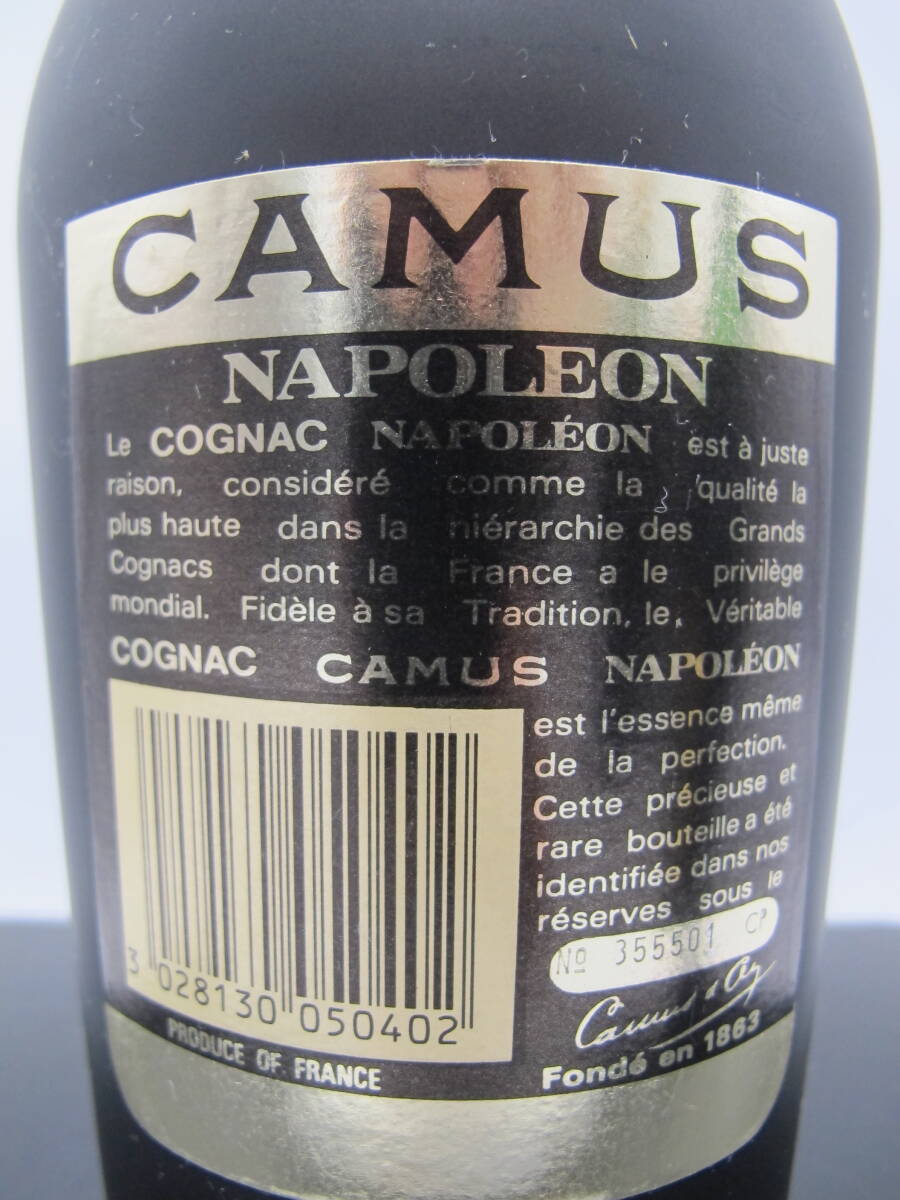 CAMUS
NAPOLEON
Le COGNAC NAPOLÉON est à juste
raison, considéré comme la qualité la
plus haute dans la hiérarchie des Grands
Cognacs dont la France a le privilège
mondial. Fidèle à sa Tradition, le, Véritable
COGNAC CAMUS NAPOLÉON
est l'essence même
de la perfection.
Cette précieuse et
rare bouteille a été
identifiée dans nos
réserves sous le
Nº 355501 CP
Fondé en 1863
3 028130 050402
PRODUCE OF FRANCE